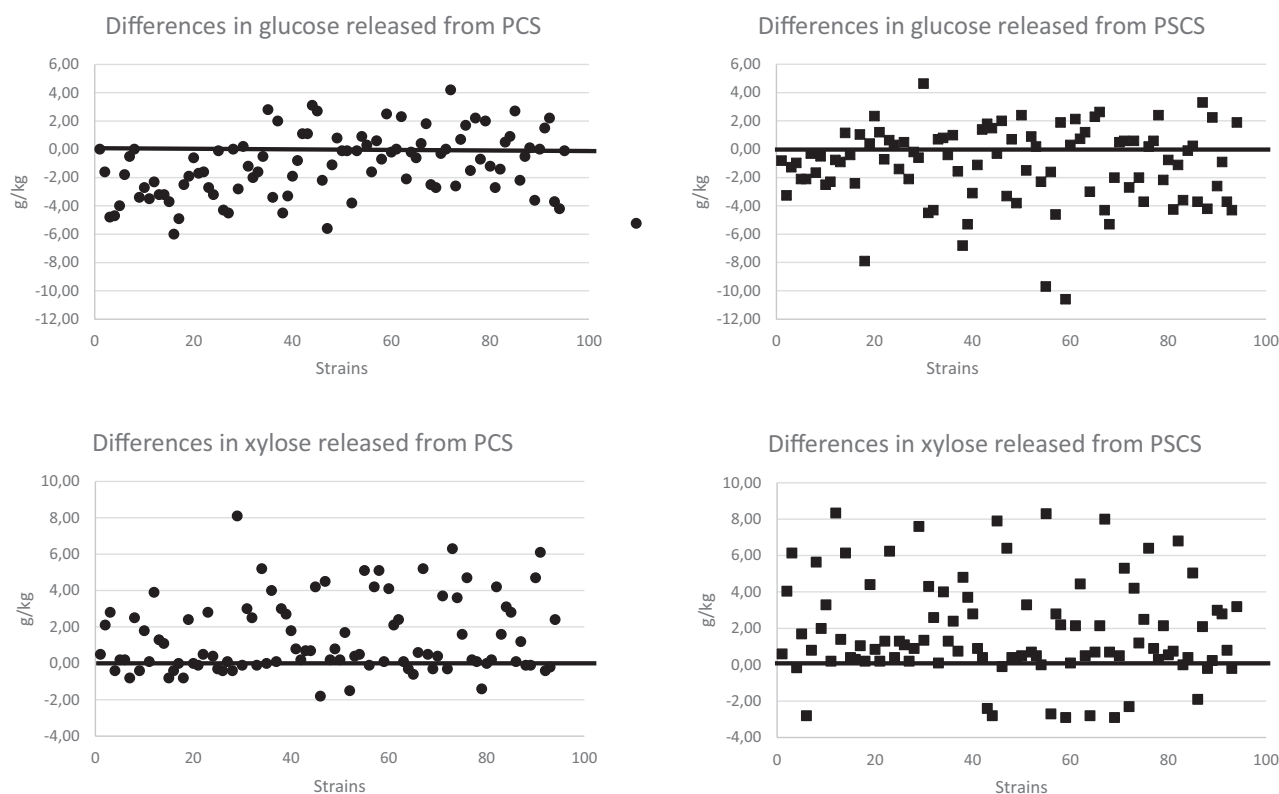 Differences in glucose released from PCS
6,00
4,00
2,00
0,00
-2,00
-4,00
-6,00
-8,00
-10,00
-12,00
g/kg
0 20 40 60 80 100
Strains
Differences in glucose released from PSCS
6,00
4,00
2,00
0,00
-2,00
-4,00
-6,00
-8,00
-10,00
-12,00
g/kg
0 20 40 60 80 100
Strains
Differences in xylose released from PCS
10,00
8,00
6,00
4,00
2,00
0,00
-2,00
-4,00
g/kg
0 20 40 60 80 100
Strains
Differences in xylose released from PSCS
10,00
8,00
6,00
4,00
2,00
0,00
-2,00
-4,00
g/kg
0 20 40 60 80 100
Strains